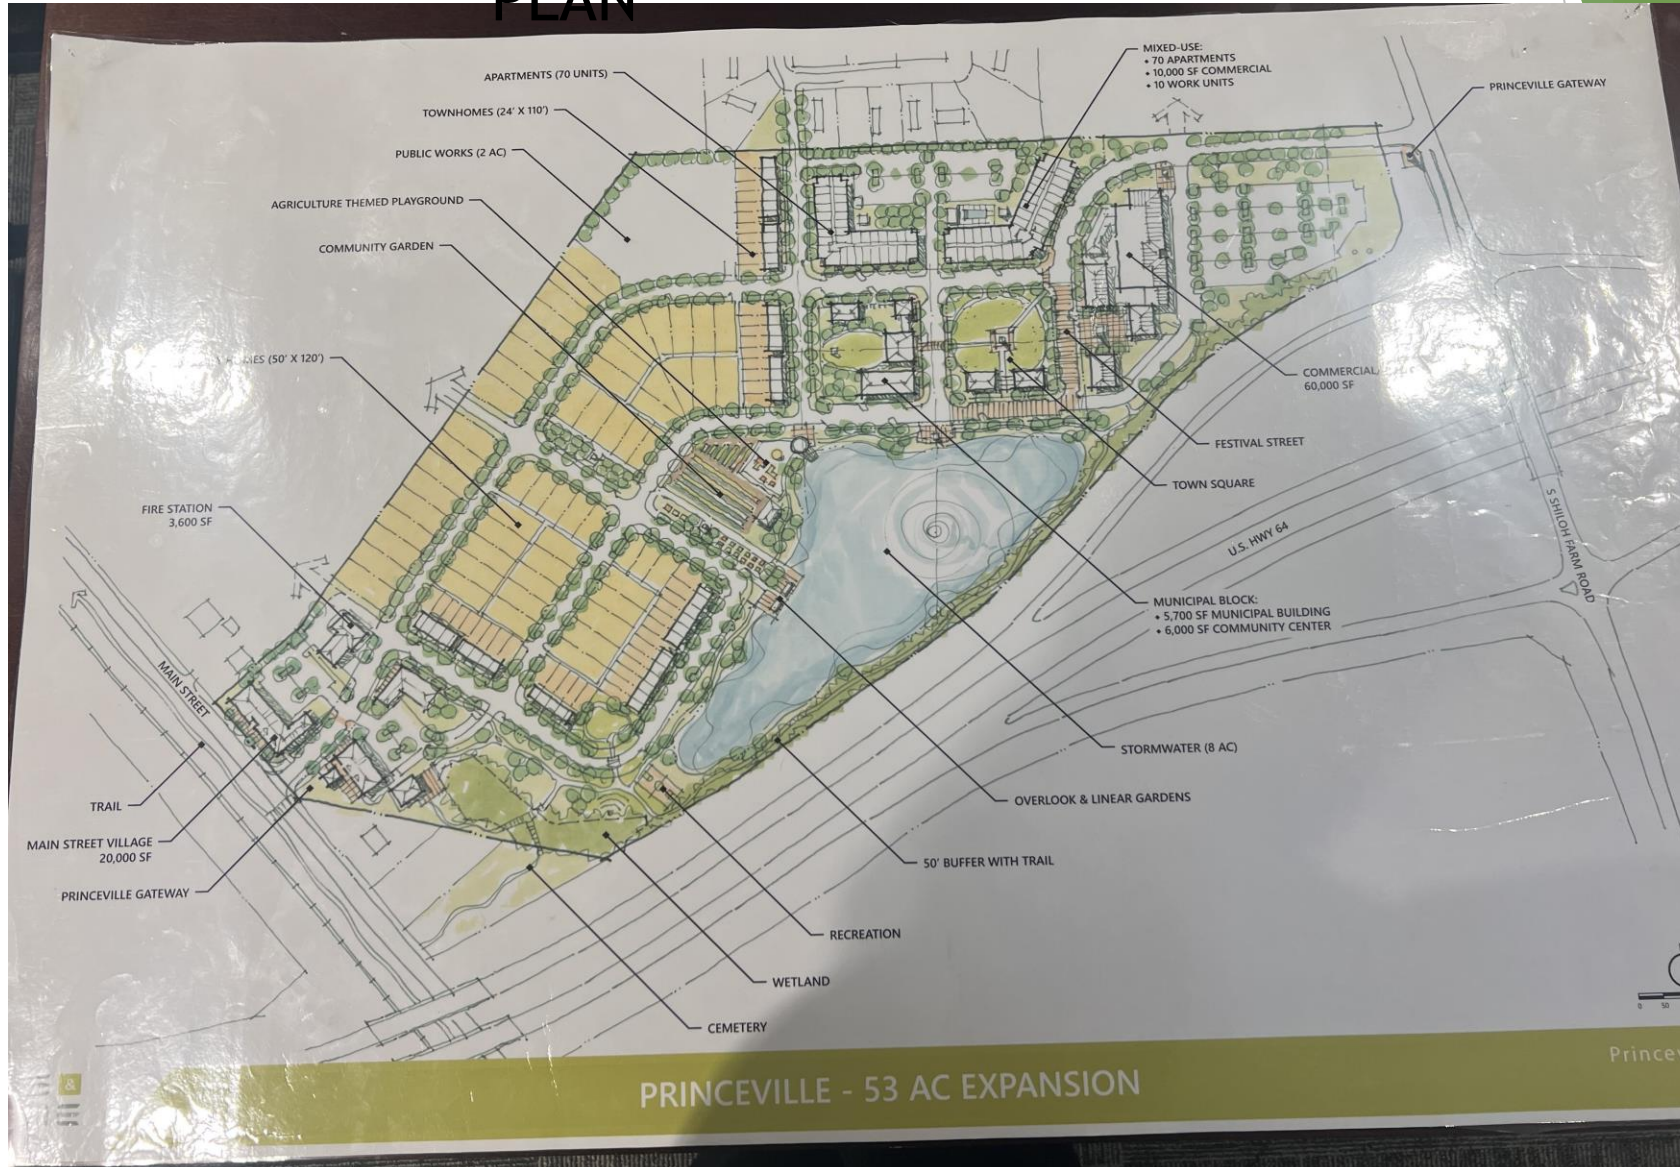 PLAN
APARTMENTS (70 UNITS)
TOWNHOMES (24' X 110')
PUBLIC WORKS (2 AC)
AGRICULTURE THEMED PLAYGROUND
COMMUNITY GARDEN
(50' X 120')
FIRE STATION
3,600 SF
MAIN STREET
TRAIL
MAIN STREET VILLAGE
20,000 SF
PRINCEVILLE GATEWAY
MIXED-USE:
• 70 APARTMENTS
• 10,000 SF COMMERCIAL
• 10 WORK UNITS
PRINCEVILLE GATEWAY
COMMERCIAL
60,000 SF
FESTIVAL STREET
TOWN SQUARE
U.S. HWY 64
S SHILOH FARM ROAD
MUNICIPAL BLOCK:
• 5,700 SF MUNICIPAL BUILDING
• 6,000 SF COMMUNITY CENTER
STORMWATER (8 AC)
OVERLOOK & LINEAR GARDENS
50' BUFFER WITH TRAIL
RECREATION
WETLAND
CEMETERY
0 50
&
PRINCEVILLE - 53 AC EXPANSION